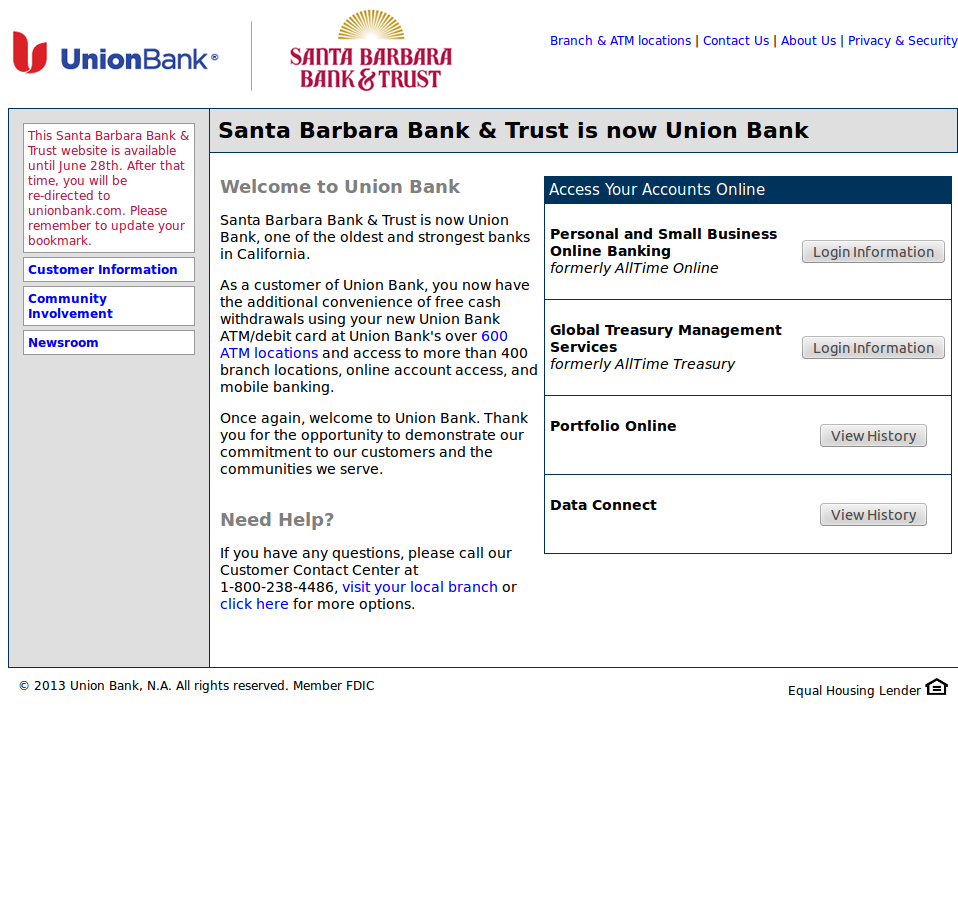 UnionBank®
SANTA BARBARA
BANK & TRUST
Branch & ATM locations | Contact Us | About Us | Privacy & Security
Santa Barbara Bank & Trust is now Union Bank
This Santa Barbara Bank &
Trust website is available
until June 28th. After that
time, you will be
re-directed to
unionbank.com. Please
remember to update your
bookmark.
Customer Information
Community
Involvement
Newsroom
Welcome to Union Bank
Santa Barbara Bank & Trust is now Union
Bank, one of the oldest and strongest banks
in California.
As a customer of Union Bank, you now have
the additional convenience of free cash
withdrawals using your new Union Bank
ATM/debit card at Union Bank's over 600
ATM locations and access to more than 400
branch locations, online account access, and
mobile banking.
Once again, welcome to Union Bank. Thank
you for the opportunity to demonstrate our
commitment to our customers and the
communities we serve.
Need Help?
If you have any questions, please call our
Customer Contact Center at
1-800-238-4486, visit your local branch or
click here for more options.
Access Your Accounts Online
Personal and Small Business
Online Banking
formerly AllTime Online
Login Information
Global Treasury Management
Services
formerly AllTime Treasury
Login Information
Portfolio Online
View History
Data Connect
View History
© 2013 Union Bank, N.A. All rights reserved. Member FDIC
Equal Housing Lender